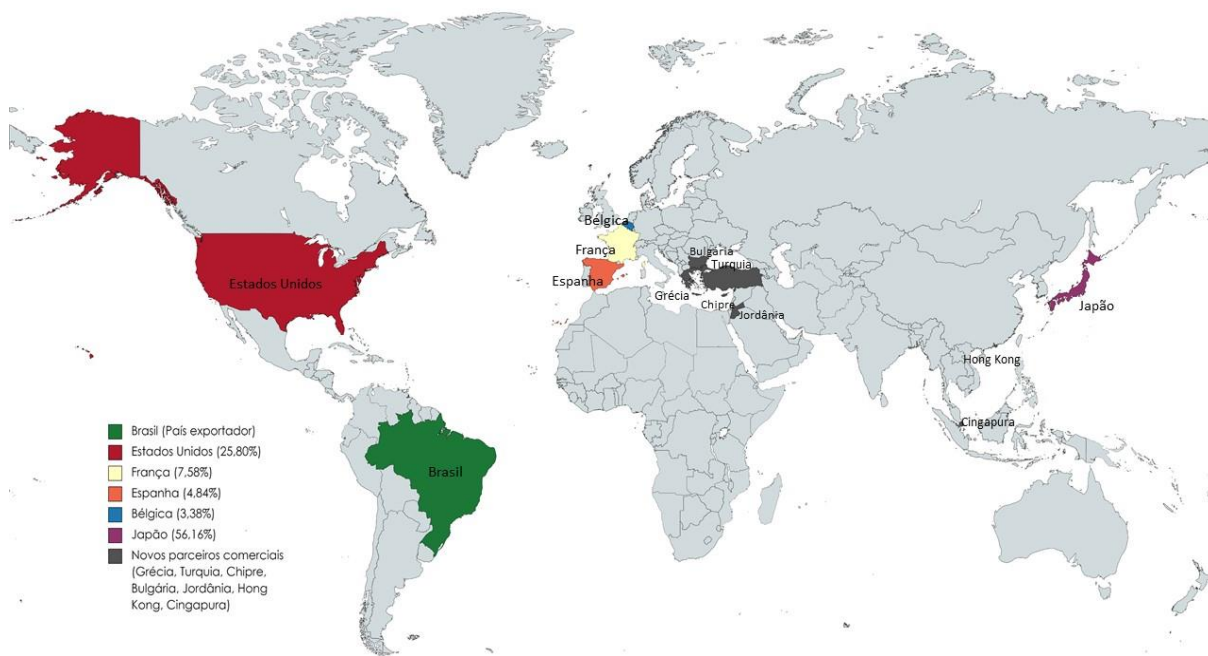 Bélgica
França
Bulgária
Turquia
Estados Unidos
Espanha
Grécia
Chipre
Jordânia
Japão
Hong Kong
Cingapura
Brasil
Brasil (País exportador)
Estados Unidos (25,80%)
França (7,58%)
Espanha (4,84%)
Bélgica (3,38%)
Japão (56,16%)
Novos parceiros comerciais
(Grécia, Turquia, Chipre,
Bulgária, Jordânia, Hong
Kong, Cingapura)